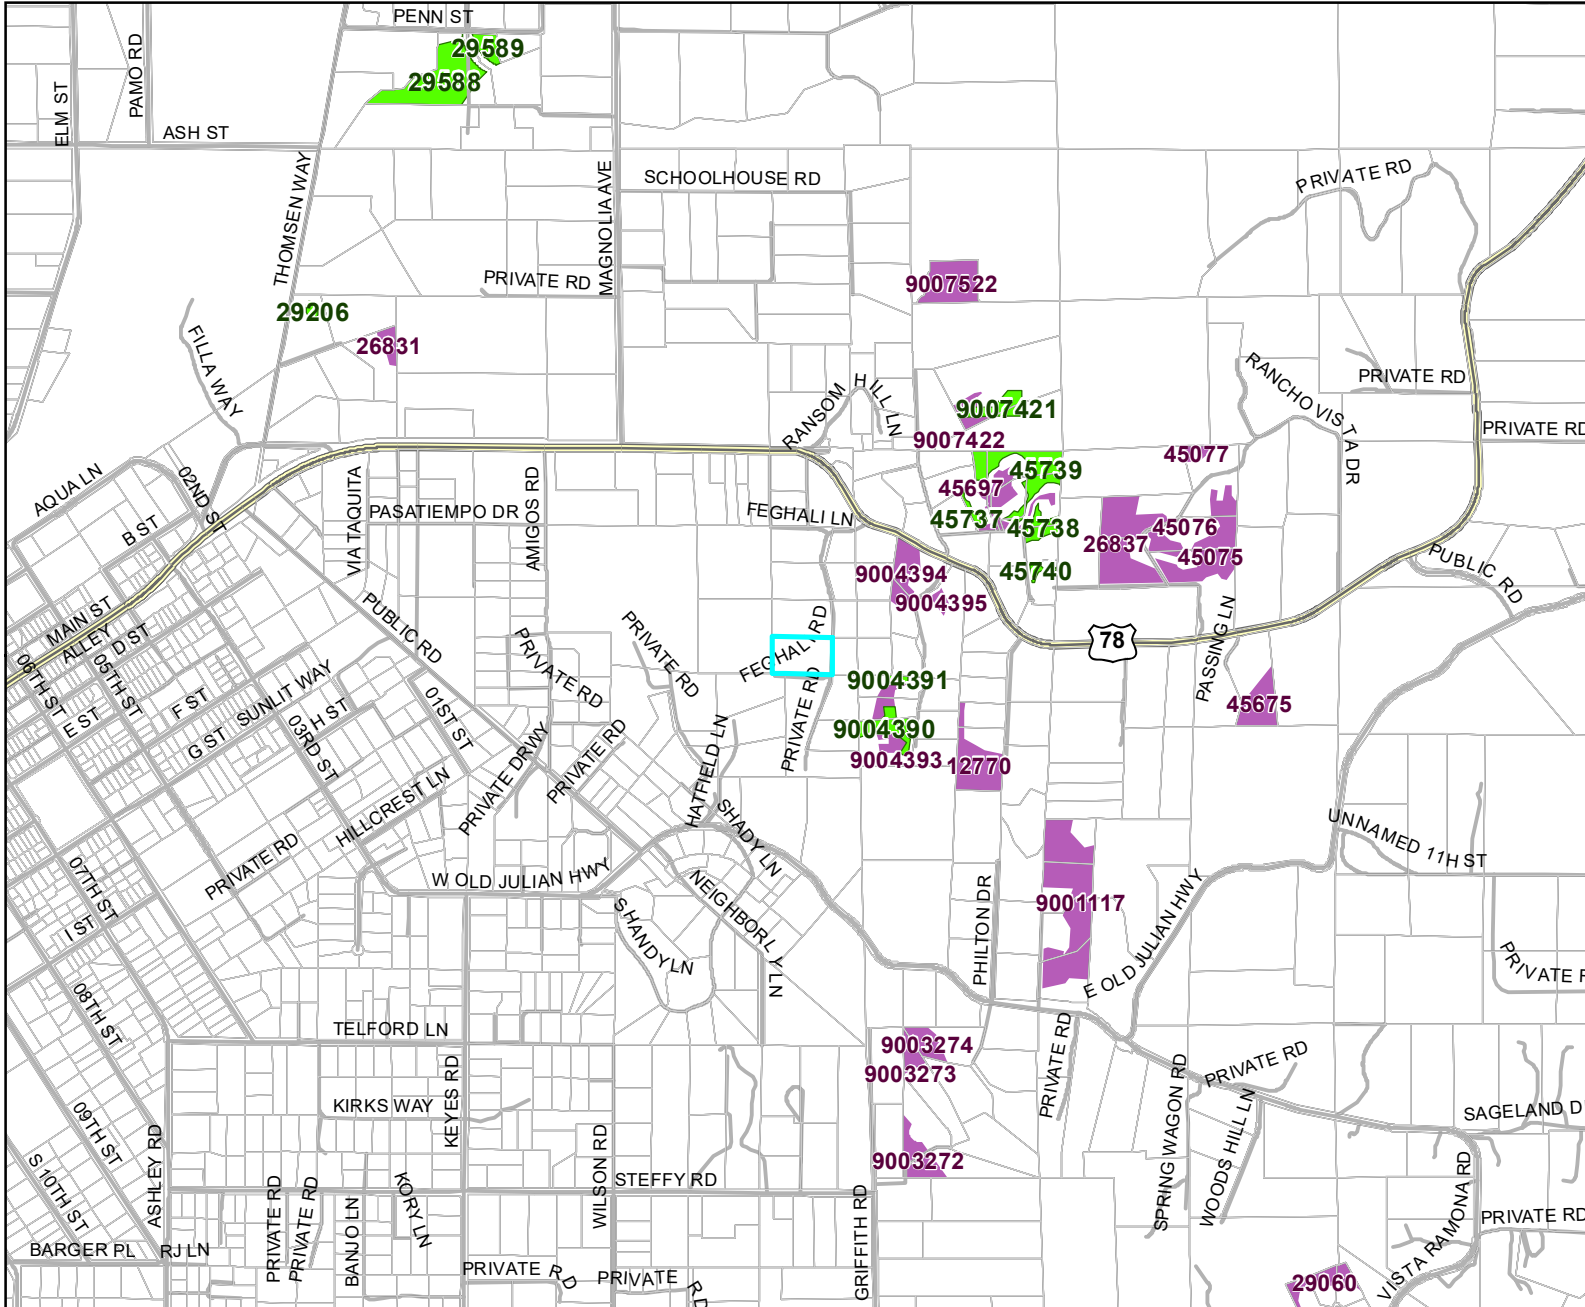 PENN ST
29589
29588
PAMO RD
ELM ST
ASH ST
THOMSEN WAY
MAGNOLIA AVE
SCHOOLHOUSE RD
PRIVATE RD
PRIVATE RD
9007522
29206
26831
FILLA WAY
RANSOM HILL LN
9007421
9007422
RANCHO VISTA DR
PRIVATE RD
PRIVATE RD
45077
45739
45697
45737
45738
45740
26837
45076
45075
AQUA LN
B ST
02ND ST
VIA TAQUITA
PASATIEMPO DR
AMIGOS RD
FEGHALI LN
9004394
9004395
PUBLIC RD
78
PASSING LN
45675
MAIN ST
ALLEY
D ST
06TH ST
05TH ST
E ST
F ST
G ST
SUNLIT WAY
H ST
03RD ST
01ST ST
PUBLIC RD
PRIVATE RD
PRIVATE RD
FEGHALI RD
PRIVATE RD
9004391
9004390
9004393
12770
PRIVATE DRWY
PRIVATE RD
HATFIELD LN
SHADY LN
HILLCREST LN
PRIVATE RD
W OLD JULIAN HWY
NEIGHBORLY LN
SHANDY LN
07TH ST
I ST
08TH ST
09TH ST
S 10TH ST
UNNAMED 11H ST
9001117
PHILTON DR
E OLD JULIAN HWY
PRIVATE R
TELFORD LN
KIRKS WAY
KEYES RD
ASHLEY RD
WILSON RD
STEFFY RD
9003274
9003273
9003272
PRIVATE RD
SPRING WAGON RD
WOODS HILL LN
PRIVATE RD
SAGELAND D
VISTA RAMONA RD
PRIVATE RD
29060
GRIFFITH RD
BARGER PL
RJ LN
PRIVATE RD
PRIVATE RD
BANJO LN
KORY LN
PRIVATE RD
PRIVATE RD